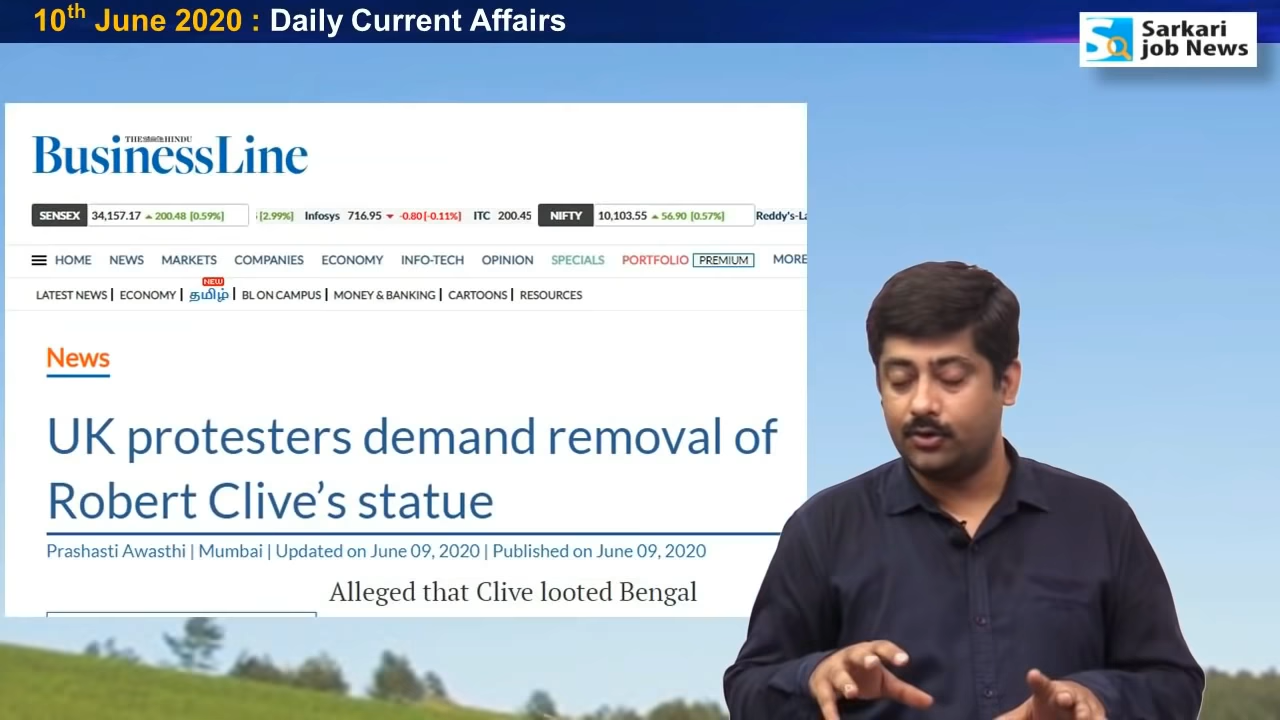 10th June 2020 : Daily Current Affairs
Sarkari
job News
THE HINDU
BusinessLine
SENSEX 34,157.17 200.48 [0.59%] [2.99%] Infosys 716.95 -0.80 [-0.11%] ITC 200.45 NIFTY 10,103.55 56.90 [0.57%] Reddy's-La
HOME NEWS MARKETS COMPANIES ECONOMY INFO-TECH OPINION SPECIALS PORTFOLIO PREMIUM MORE
NEW
LATEST NEWS | ECONOMY | தமிழ் | BL ON CAMPUS | MONEY & BANKING | CARTOONS | RESOURCES
News
UK protesters demand removal of
Robert Clive's statue
Prashasti Awasthi | Mumbai | Updated on June 09, 2020 | Published on June 09, 2020
Alleged that Clive looted Bengal